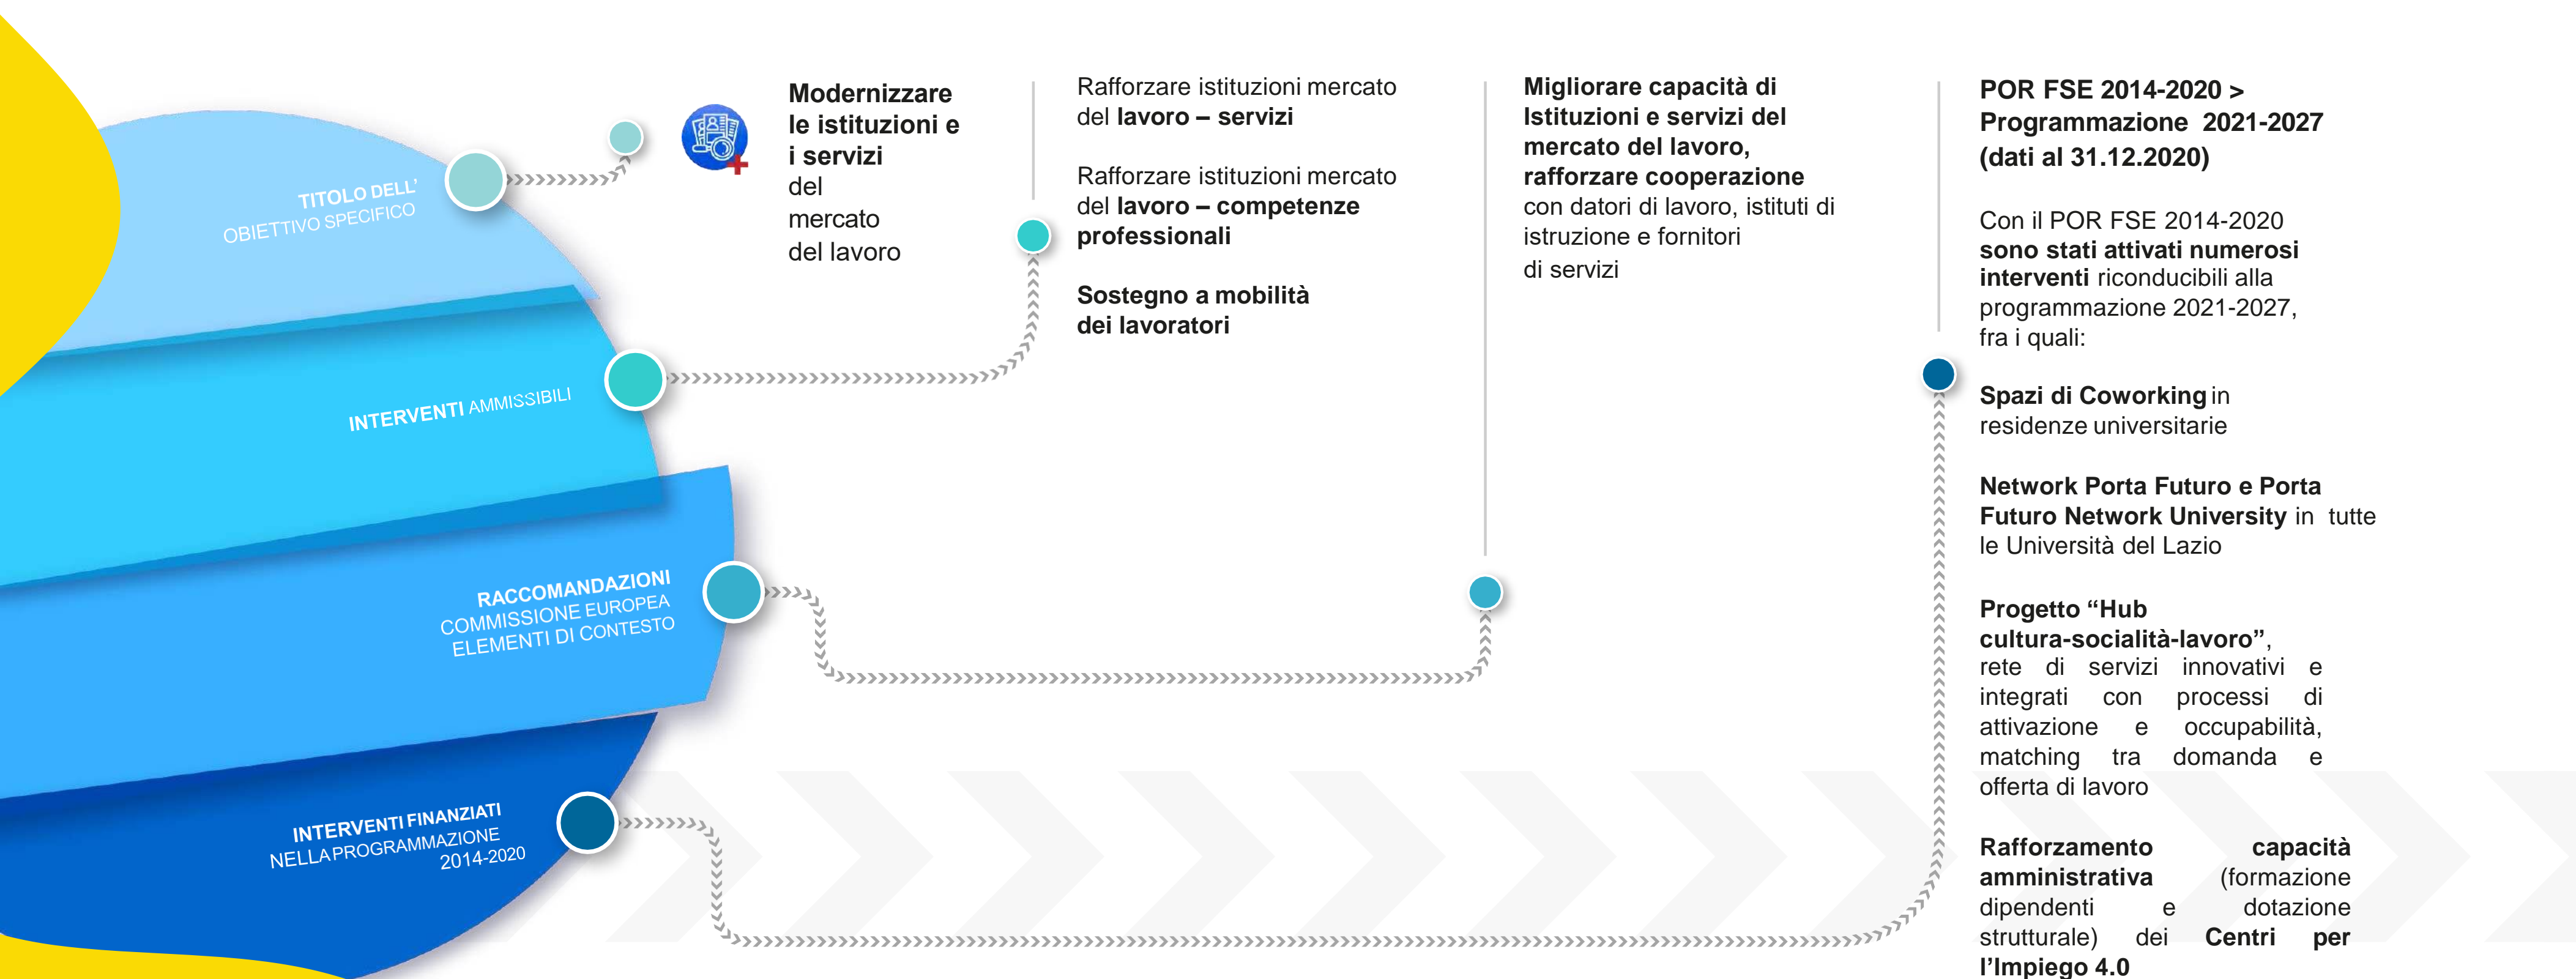 TITOLO DELL’
OBIETTIVO SPECIFICO
INTERVENTI AMMISSIBILI
RACCOMANDAZIONI
COMMISSIONE EUROPEA
ELEMENTI DI CONTESTO
INTERVENTI FINANZIATI
NELLA PROGRAMMAZIONE
2014-2020
Modernizzare
le istituzioni e
i servizi
del
mercato
del lavoro
Rafforzare istituzioni mercato
del lavoro – servizi
Rafforzare istituzioni mercato
del lavoro – competenze
professionali
Sostegno a mobilità
dei lavoratori
Migliorare capacità di
Istituzioni e servizi del
mercato del lavoro,
rafforzare cooperazione
con datori di lavoro, istituti di
istruzione e fornitori
di servizi
POR FSE 2014-2020 >
Programmazione 2021-2027
(dati al 31.12.2020)
Con il POR FSE 2014-2020
sono stati attivati numerosi
interventi riconducibili alla
programmazione 2021-2027,
fra i quali:
Spazi di Coworking in
residenze universitarie
Network Porta Futuro e Porta
Futuro Network University in tutte
le Università del Lazio
Progetto “Hub
cultura-socialità-lavoro”,
rete di servizi innovativi e
integrati con processi di
attivazione e occupabilità,
matching tra domanda e
offerta di lavoro
Rafforzamento capacità
amministrativa (formazione
dipendenti e dotazione
strutturale) dei Centri per
l’Impiego 4.0